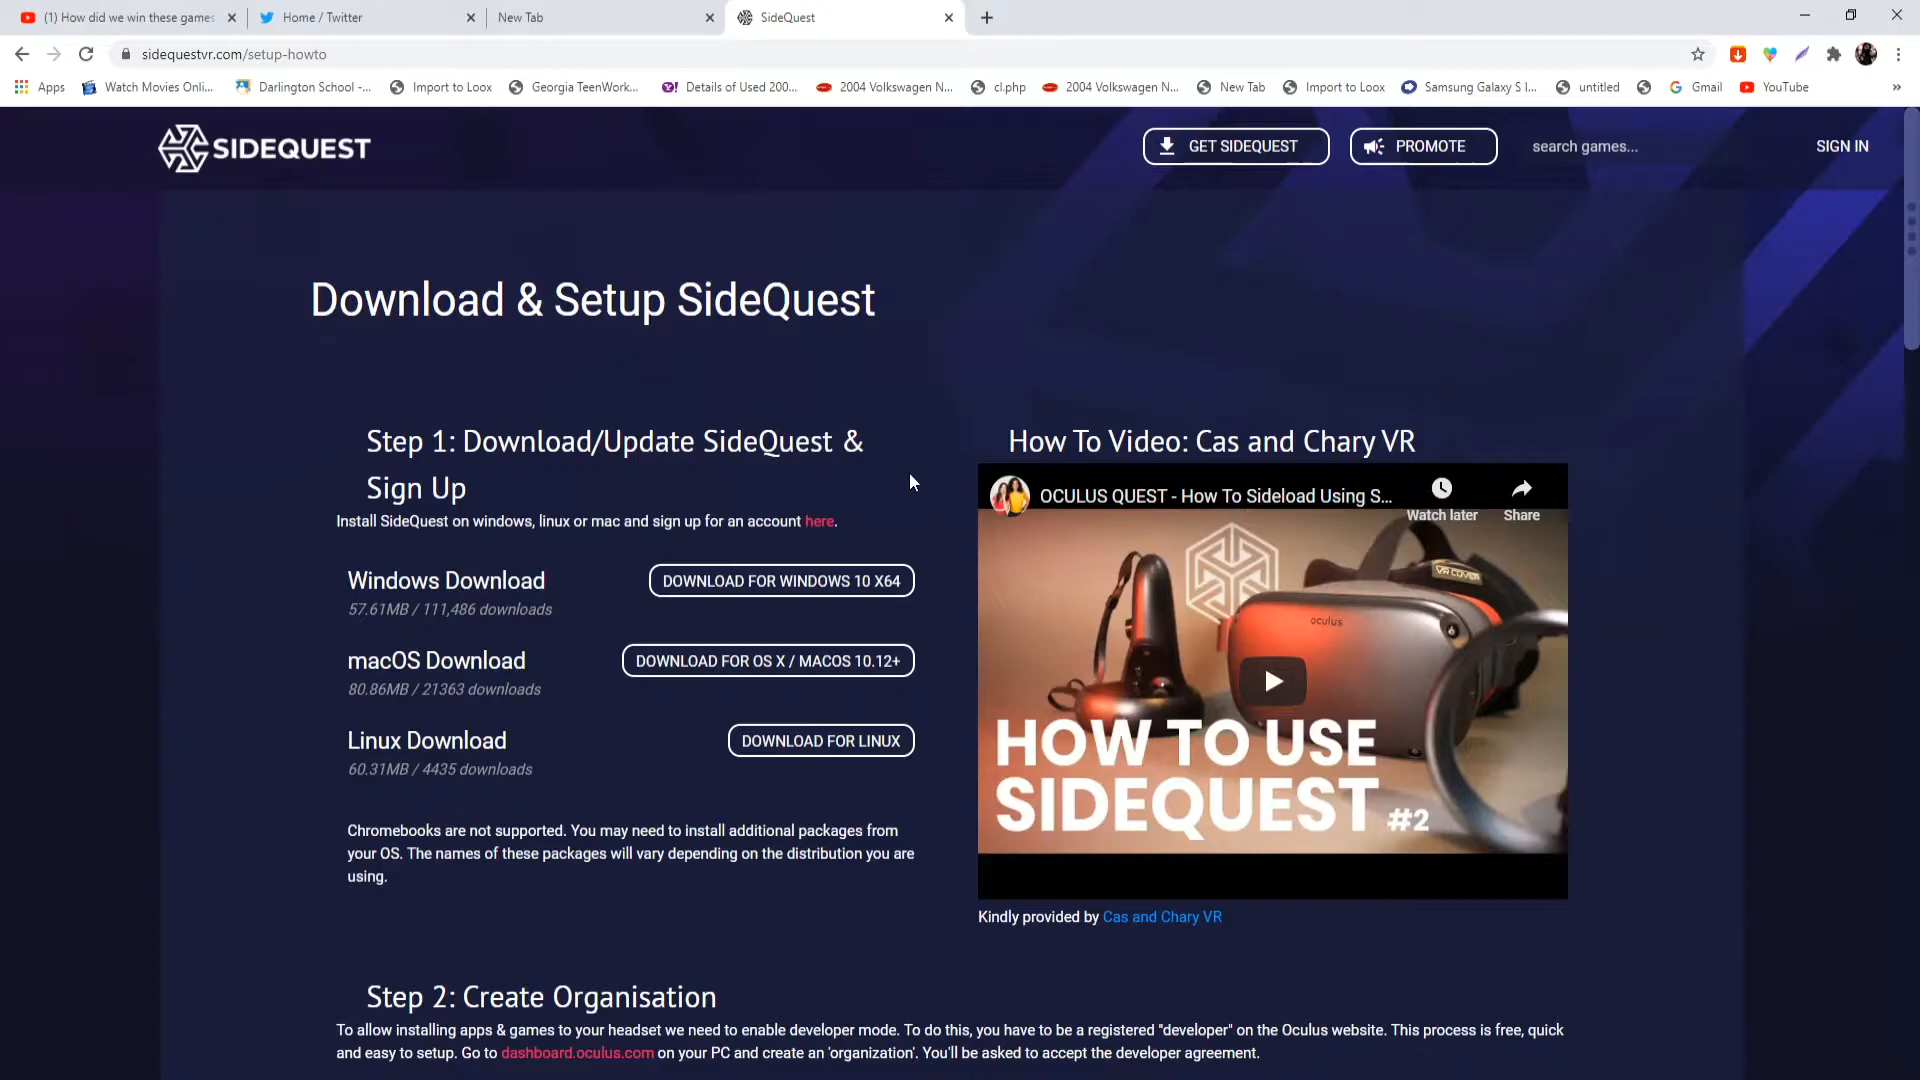 (1) How did we win these games
Home / Twitter
New Tab
SideQuest
sidequestvr.com/setup-howto
Apps
Watch Movies Onli...
Darlington School -...
Import to Loox
Georgia TeenWork...
Details of Used 200...
2004 Volkswagen N...
cl.php
2004 Volkswagen N...
New Tab
Import to Loox
Samsung Galaxy S I...
untitled
Gmail
YouTube
»
SIDEQUEST
GET SIDEQUEST
PROMOTE
search games...
SIGN IN
Download & Setup SideQuest
Step 1: Download/Update SideQuest &
Sign Up
Install SideQuest on windows, linux or mac and sign up for an account here.
Windows Download
DOWNLOAD FOR WINDOWS 10 X64
57.61MB / 111,486 downloads
macOS Download
DOWNLOAD FOR OS X / MACOS 10.12+
80.86MB / 21363 downloads
Linux Download
DOWNLOAD FOR LINUX
60.31MB / 4435 downloads
Chromebooks are not supported. You may need to install additional packages from
your OS. The names of these packages will vary depending on the distribution you are
using.
How To Video: Cas and Chary VR
OCULUS QUEST - How To Sideload Using S...
Watch later
Share
VR COVER
oculus
HOW TO USE
SIDEQUEST #2
Kindly provided by Cas and Chary VR
Step 2: Create Organisation
To allow installing apps & games to your headset we need to enable developer mode. To do this, you have to be a registered "developer" on the Oculus website. This process is free, quick
and easy to setup. Go to dashboard.oculus.com on your PC and create an 'organization'. You'll be asked to accept the developer agreement.